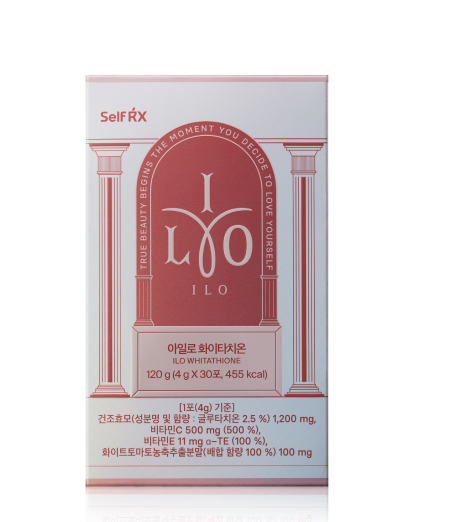 Self RX
TRUE BEAUTY BEGINS THE MOMENT YOU DECIDE TO LOVE YOURSELF
I
L O
ILO
아일로 화이타치온
ILO WHITATHIONE
120 g (4 g X 30포, 455 kcal)
[1포(4g) 기준]
건조효모(성분명 및 함량 : 글루타치온 2.5 %) 1,200 mg,
비타민C 500 mg (500 %),
비타민E 11 mg α-TE (100 %),
화이트토마토농축추출분말(배합 함량 100 %) 100 mg